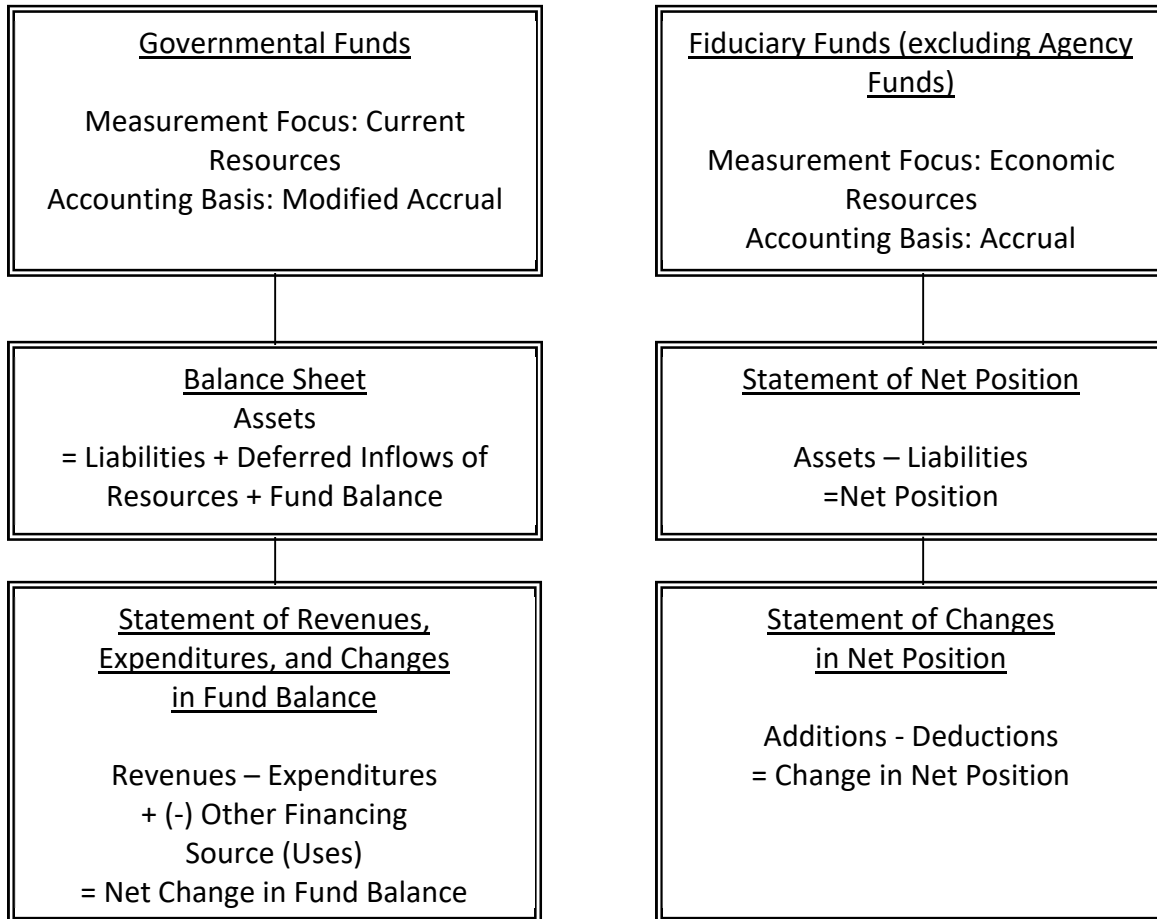 Governmental Funds
Measurement Focus: Current
Resources
Accounting Basis: Modified Accrual
Balance Sheet
Assets
= Liabilities + Deferred Inflows of
Resources + Fund Balance
Statement of Revenues,
Expenditures, and Changes
in Fund Balance
Revenues – Expenditures
+ (-) Other Financing
Source (Uses)
= Net Change in Fund Balance
Fiduciary Funds (excluding Agency
Funds)
Measurement Focus: Economic
Resources
Accounting Basis: Accrual
Statement of Net Position
Assets – Liabilities
=Net Position
Statement of Changes
in Net Position
Additions - Deductions
= Change in Net Position